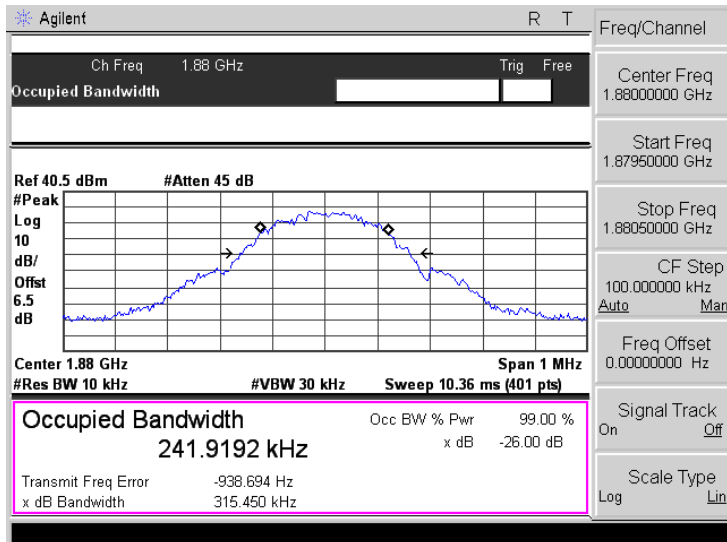 Agilent R T
Freq/Channel
Ch Freq 1.88 GHz Trig Free
Occupied Bandwidth
Center Freq
1.88000000 GHz
Start Freq
1.87950000 GHz
Stop Freq
1.88050000 GHz
CF Step
100.000000 kHz
Auto Man
Freq Offset
0.00000000 Hz
Signal Track
On Off
Scale Type
Log Lin
Ref 40.5 dBm #Atten 45 dB
#Peak
Log
10
dB/
Offst
6.5
dB
Center 1.88 GHz Span 1 MHz
#Res BW 10 kHz #VBW 30 kHz Sweep 10.36 ms (401 pts)
Occupied Bandwidth Occ BW % Pwr 99.00 %
241.9192 kHz x dB -26.00 dB
Transmit Freq Error -938.694 Hz
x dB Bandwidth 315.450 kHz